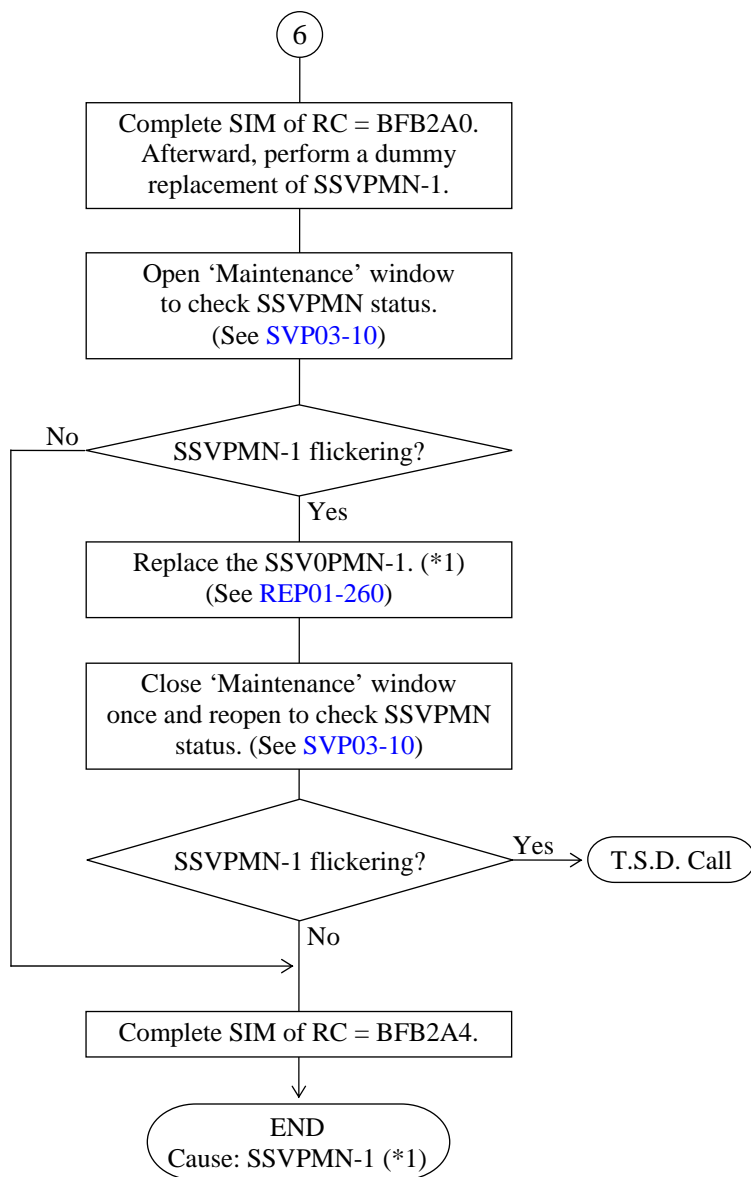 6
Complete SIM of RC = BFB2A0.
Afterward, perform a dummy
replacement of SSVPMN-1.
Open ‘Maintenance’ window
to check SSVPMN status.
(See SVP03-10)
No
SSVPMN-1 flickering?
Yes
Replace the SSV0PMN-1. (*1)
(See REP01-260)
Close ‘Maintenance’ window
once and reopen to check SSVPMN
status. (See SVP03-10)
SSVPMN-1 flickering?
Yes
T.S.D. Call
No
Complete SIM of RC = BFB2A4.
END
Cause: SSVPMN-1 (*1)